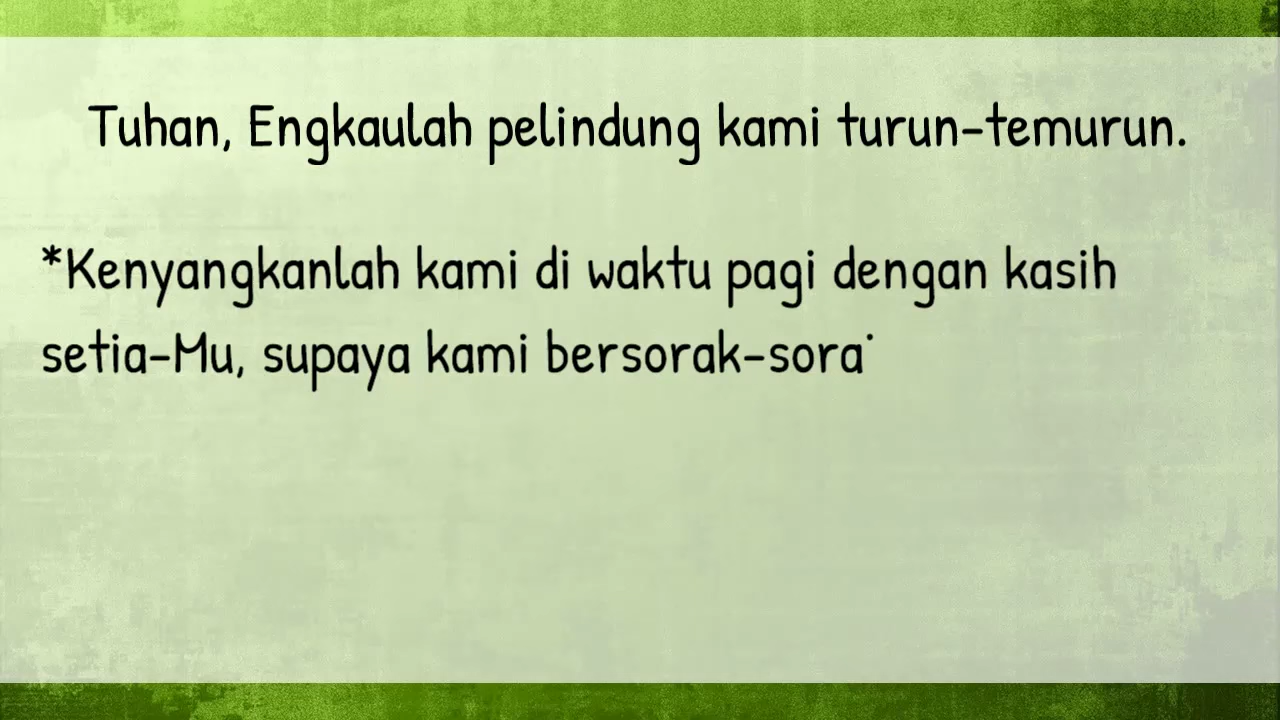 Tuhan, Engkaulah pelindung kami turun-temurun.
*Kenyangkanlah kami di waktu pagi dengan kasih
setia-Mu, supaya kami bersorak-sora